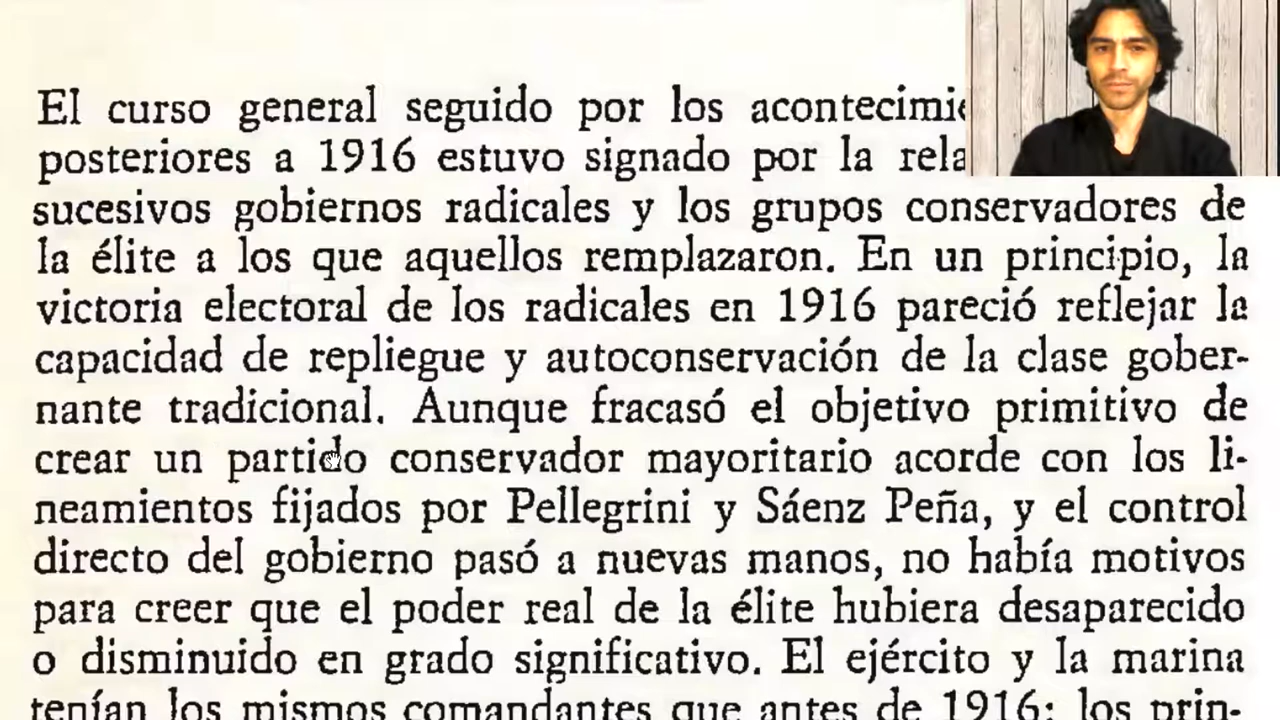 El curso general seguido por los
posteriores a 1916 estuvo signado por la
sucesivos gobiernos radicales y los grupos conservadores de
la élite a los que aquellos remplazaron. En un principio, la
victoria electoral de los radicales en 1916 pareció reflejar la
capacidad de repliegue y autoconservación de la clase gober-
nante tradicional. Aunque fracasó el objetivo primitivo de
crear un partido conservador mayoritario acorde con los li-
neamientos fijados por Pellegrini y Sáenz Peña, y el control
directo del gobierno pasó a nuevas manos, no había motivos
para creer que el poder real de la élite hubiera desaparecido
o disminuido en grado significativo. El ejército y la marina
tenían los mismos comandantes que antes de 1916; los prin-